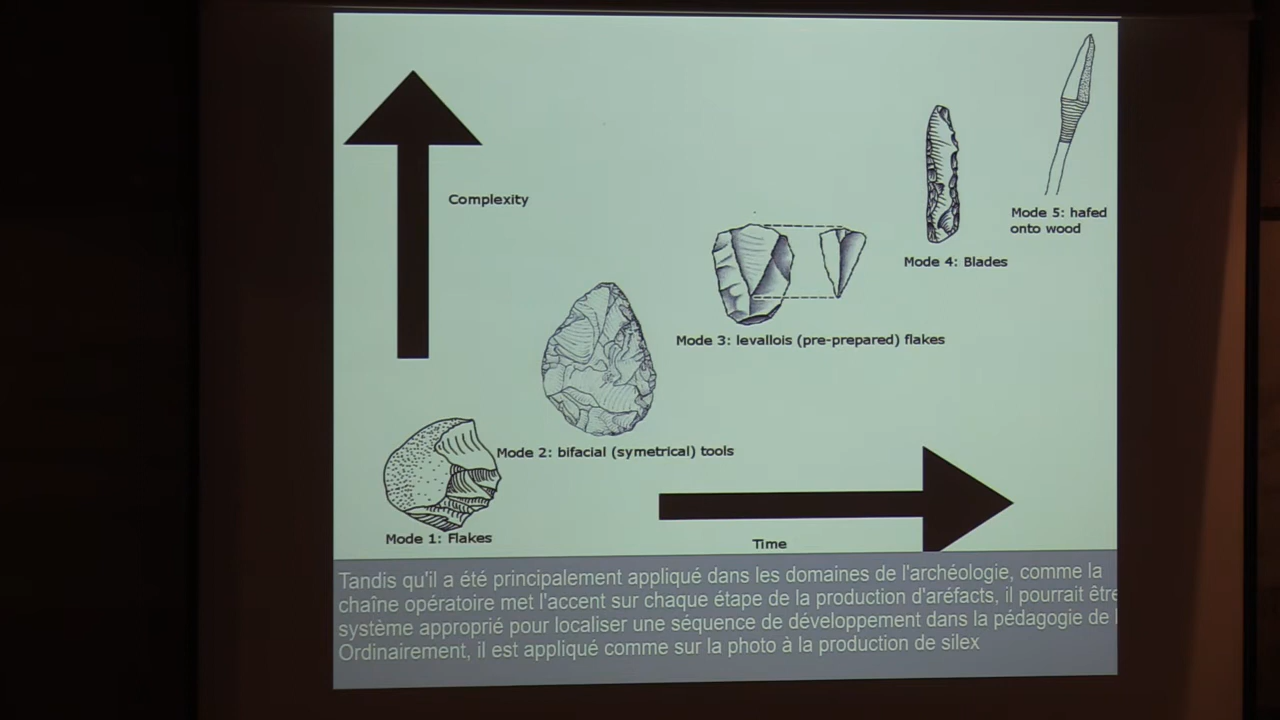 Complexity
Mode 5: hafed
onto wood
Mode 4: Blades
Mode 3: levallois (pre-prepared) flakes
Mode 2: bifacial (symetrical) tools
Mode 1: Flakes
Time
Tandis qu'il a été principalement appliqué dans les domaines de l'archéologie, comme la
chaîne opératoire met l'accent sur chaque étape de la production d'aréfacts, il pourrait être
système approprié pour localiser une séquence de développement dans la pédagogie de
Ordinairement, il est appliqué comme sur la photo à la production de silex